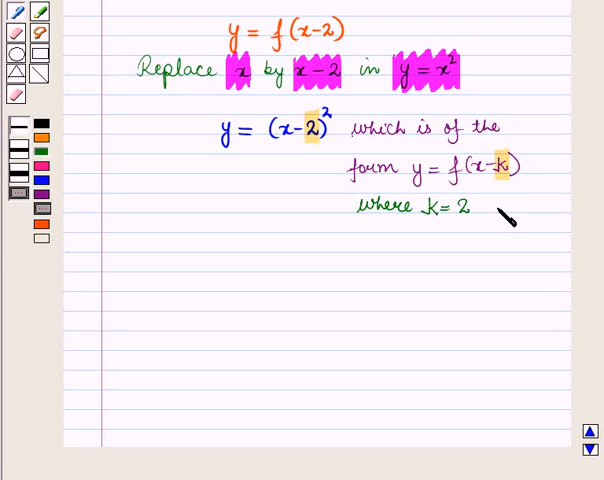 y = f(x-2)
Replace x by x-2 in y = x²
y = (x-2)² which is of the
form y = f(x-k)
where k = 2